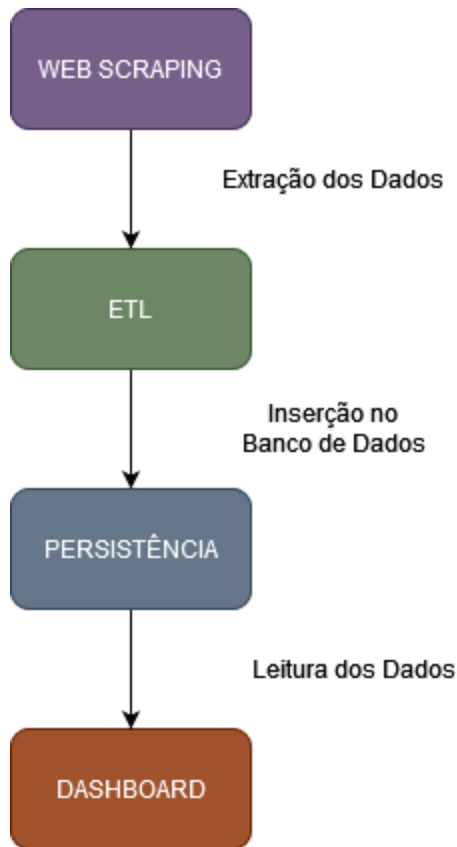 WEB SCRAPING
Extração dos Dados
ETL
Inserção no
Banco de Dados
PERSISTÊNCIA
Leitura dos Dados
DASHBOARD